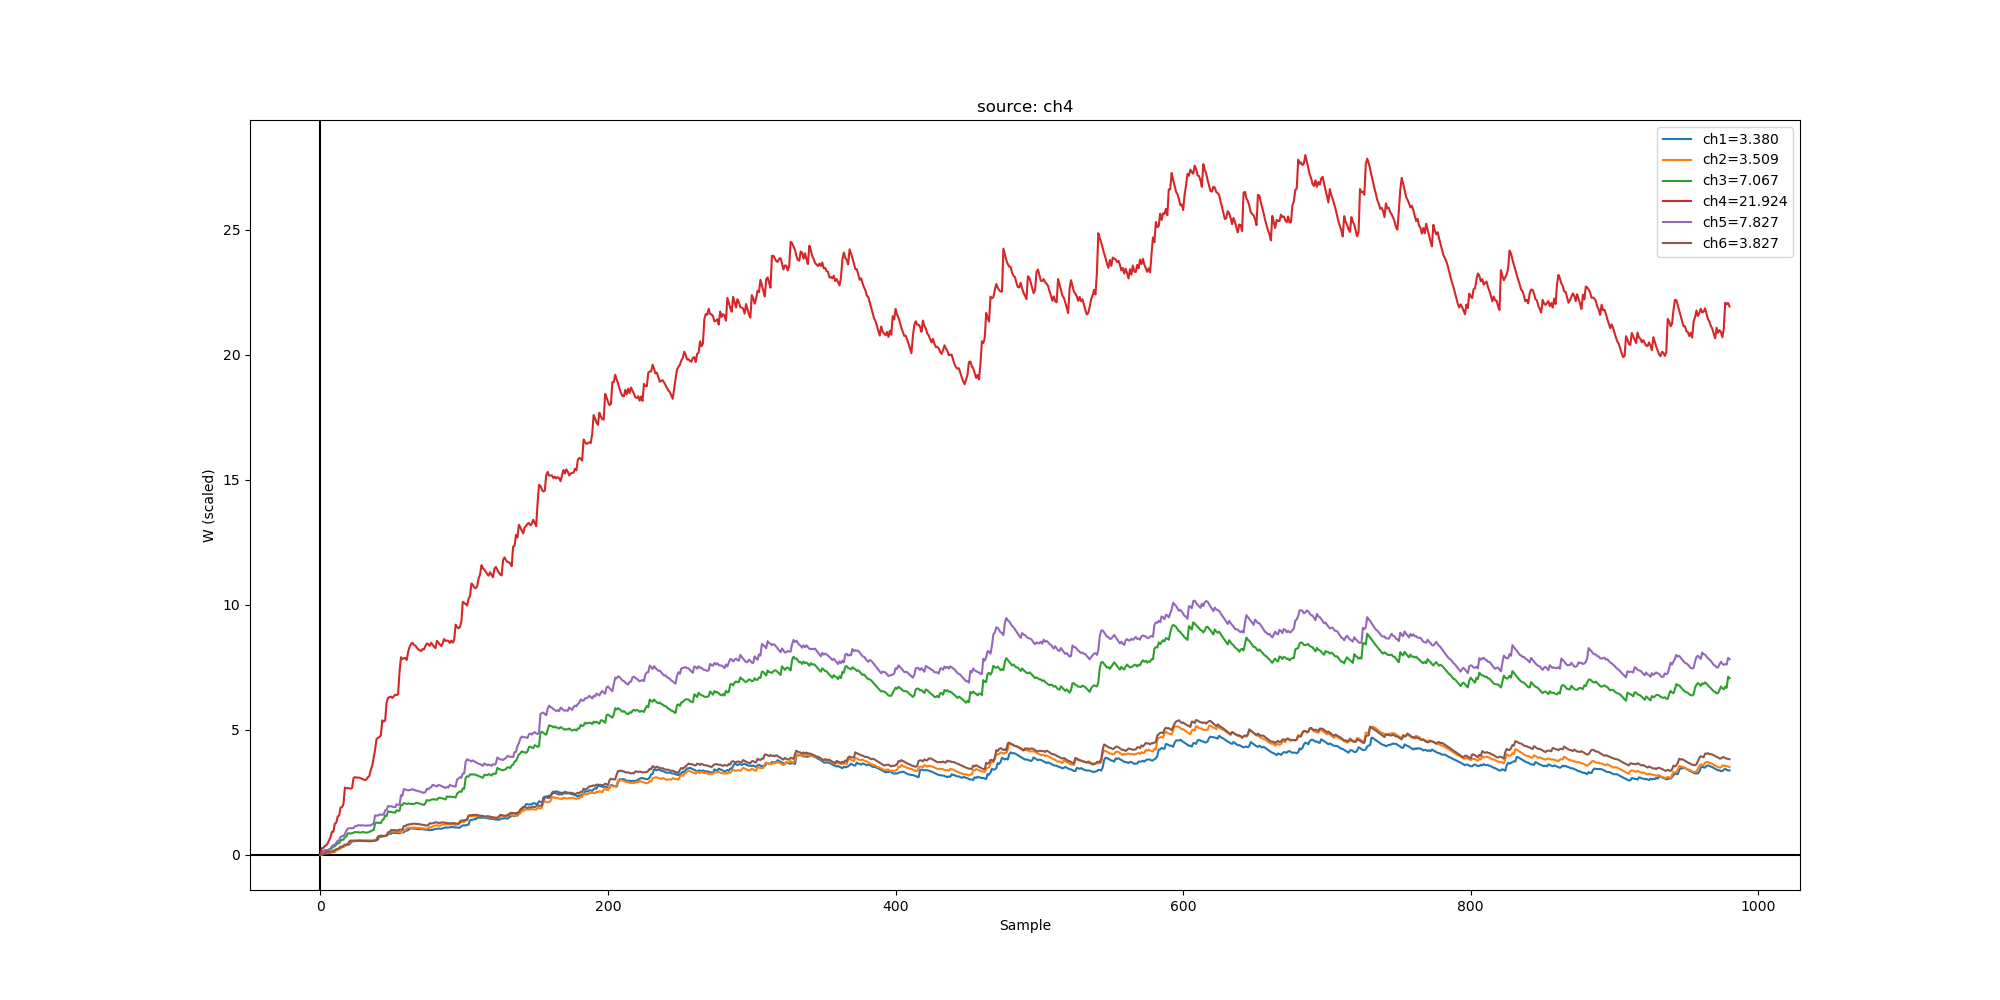 source: ch4
ch1=3.380
ch2=3.509
ch3=7.067
ch4=21.924
ch5=7.827
ch6=3.827
25
20
15
10
5
0
W (scaled)
0 200 400 600 800 1000
Sample